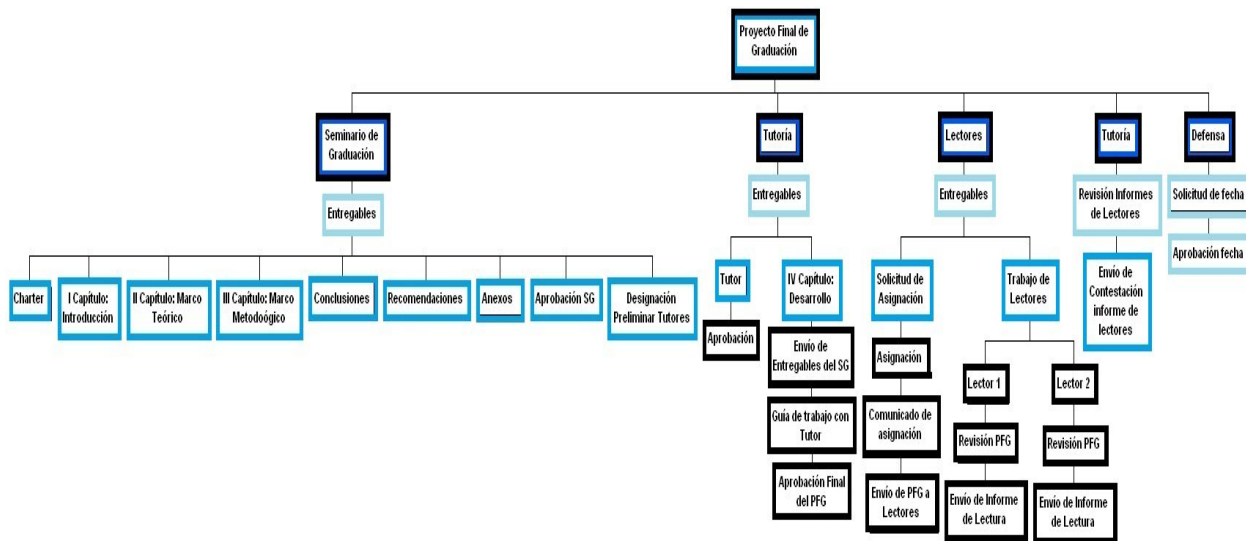 Proyecto Final de
Graduación
Seminario de
Graduación
Tutoría
Lectores
Tutoría
Defensa
Entregables
Entregables
Entregables
Revisión Informes
de Lectores
Solicitud de fecha
Aprobación fecha
Charter
I Capítulo:
Introducción
II Capítulo: Marco
Teórico
III Capítulo: Marco
Metodoógico
Conclusiones
Recomendaciones
Anexos
Aprobación SG
Designación
Preliminar Tutores
Tutor
IV Capítulo:
Desarrollo
Solicitud de
Asignación
Trabajo de
Lectores
Envío de
Contestación
informe de
lectores
Aprobación
Envío de
Entregables del SG
Asignación
Lector 1
Lector 2
Guía de trabajo con
Tutor
Comunicado de
asignación
Revisión PFG
Revisión PFG
Aprobación Final
del PFG
Envío de PFG a
Lectores
Envío de Informe
de Lectura
Envío de Informe
de Lectura